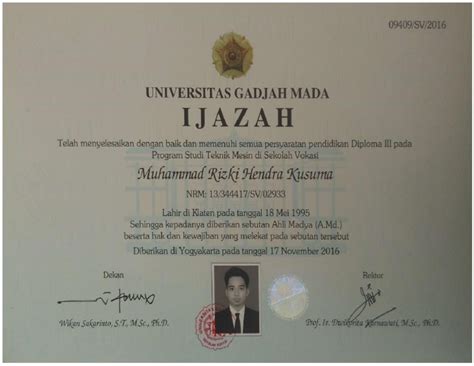 09409/SV/2016
UNIVERSITAS GADJAH MADA
IJAZAH
Telah menyelesaikan dengan baik dan memenuhi semua persyaratan pendidikan Diploma III pada
Program Studi Teknik Mesin di Sekolah Vokasi
Muhammad Rizki Hendra Kusuma
NRM: 13/344417/SV/02933
Lahir di Klaten pada tanggal 18 Mei 1995
Sehingga kepadanya diberikan sebutan Ahli Madya (A.Md.)
beserta hak dan kewajiban yang melekat pada sebutan tersebut
Diberikan di Yogyakarta pada tanggal 17 November 2016
Dekan
Rektor
Wikan Sakarinto, S.T., M.Sc., Ph.D.
Prof. Ir. Dwikorita Karnawati, M.Sc., Ph.D.